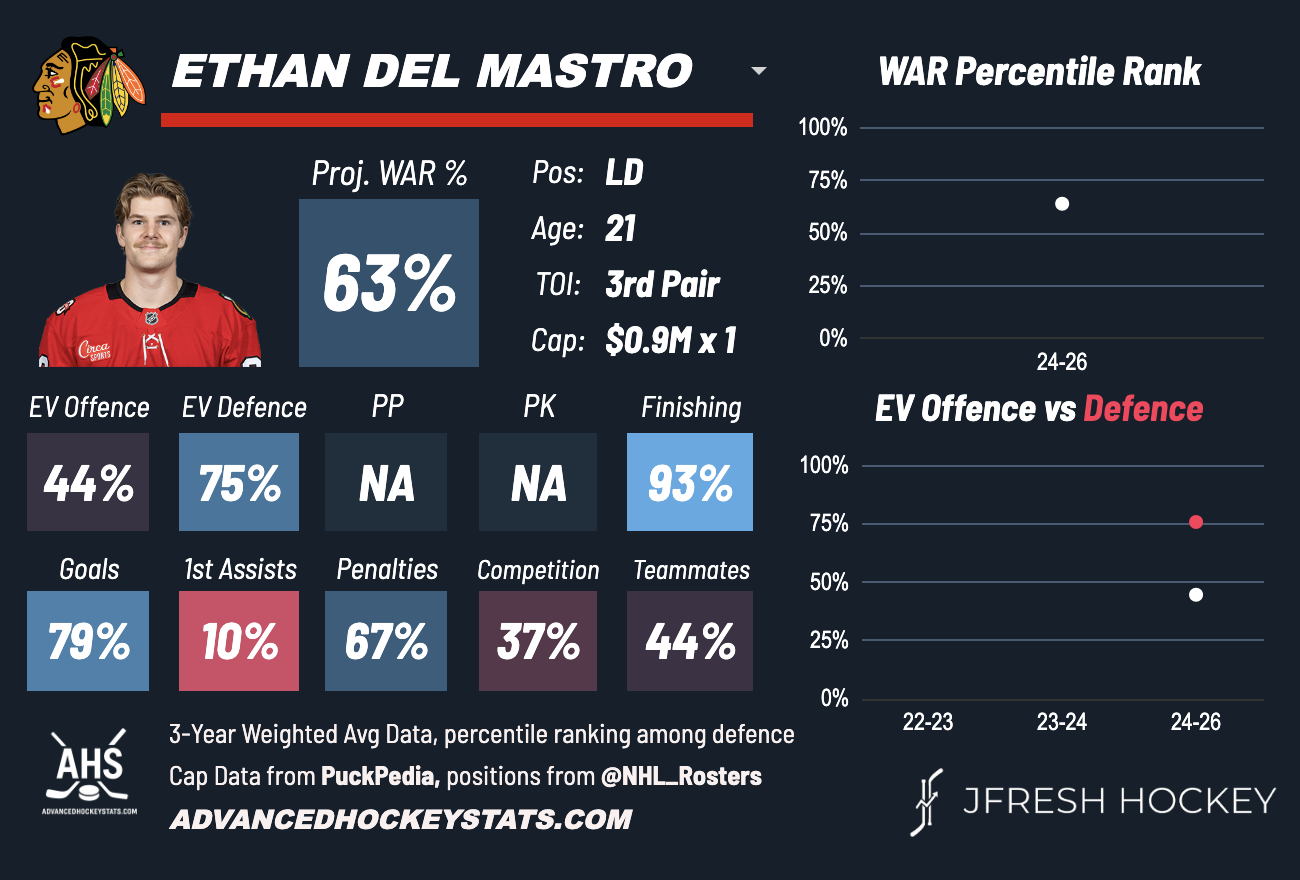 ETHAN DEL MASTRO
Proj. WAR %
63%
Pos: LD
Age: 21
TOI: 3rd Pair
Cap: $0.9M x 1
Circa
SPORTS
EV Offence EV Defence PP PK Finishing
44% 75% NA NA 93%
Goals 1st Assists Penalties Competition Teammates
79% 10% 67% 37% 44%
AHS
ADVANCEDHOCKEYSTATS.COM
3-Year Weighted Avg Data, percentile ranking among defence
Cap Data from PuckPedia, positions from @NHL_Rosters
ADVANCEDHOCKEYSTATS.COM
WAR Percentile Rank
100%
75%
50%
25%
0%
24-26
EV Offence vs Defence
100%
75%
50%
25%
0%
22-23 23-24 24-26
JFRESH HOCKEY